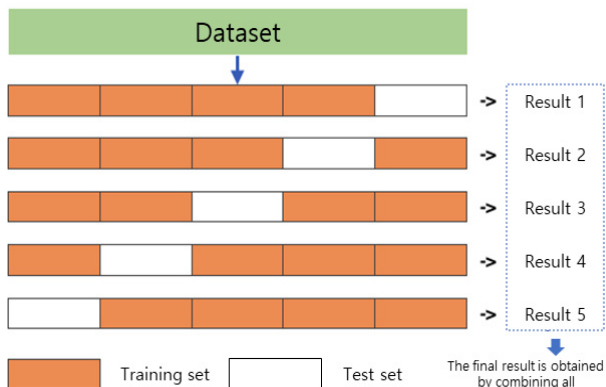 Dataset
-> Result 1
-> Result 2
-> Result 3
-> Result 4
-> Result 5
Training set
Test set
The final result is obtained
by combining all